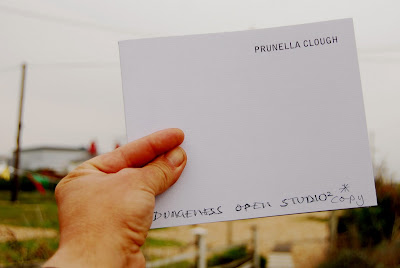 PRUNELLA CLOUGH
DUNGENESS OPEN STUDIO² *
copy